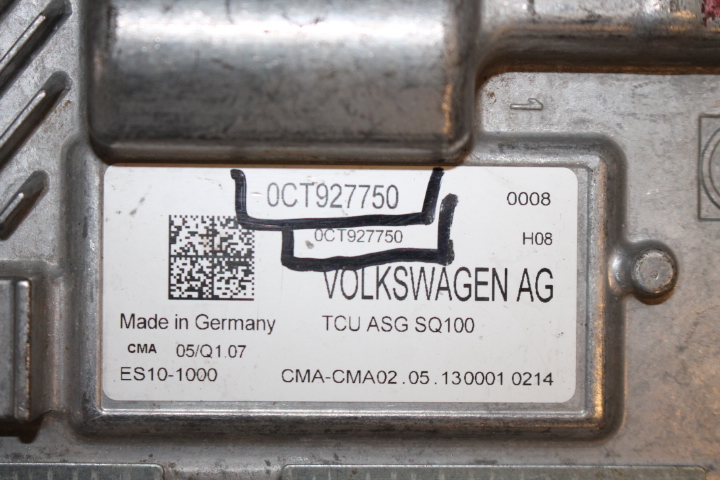 1
0CT927750 0008
0CT927750 H08
VOLKSWAGEN AG
Made in Germany TCU ASG SQ100
CMA 05/Q1.07
ES10-1000 CMA-CMA02.05.130001 0214